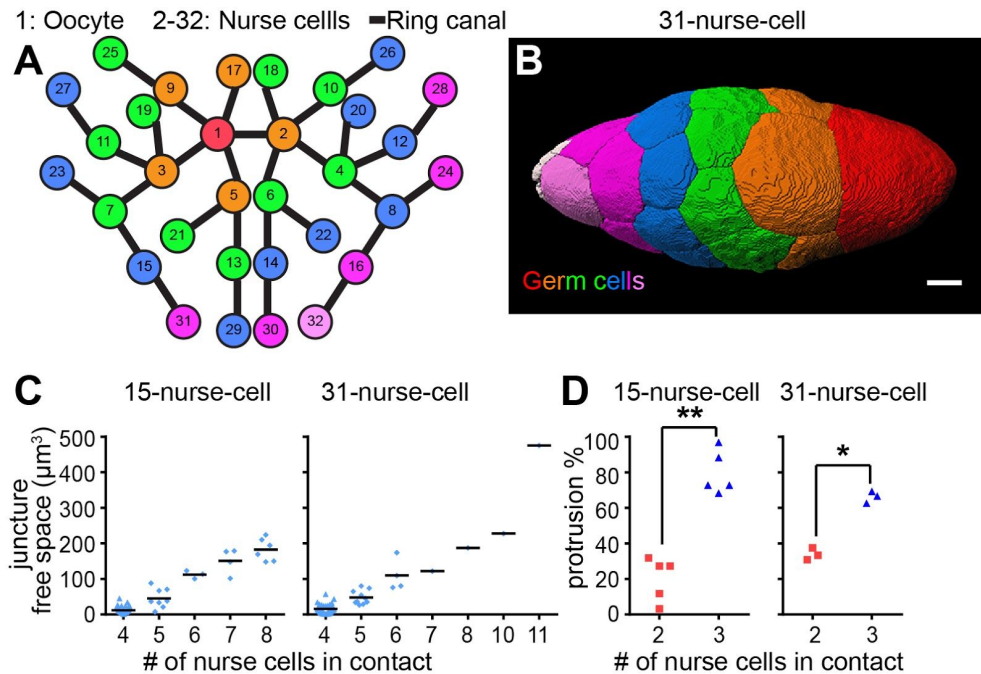 1: Oocyte 2-32: Nurse cellls Ring canal 31-nurse-cell
A
25
17
18
26
27
9
10
28
19
20
11
1
2
12
23
3
4
24
7
5
6
8
21
22
15
13
14
16
31
29
30
32
B
Germ cells
C
15-nurse-cell 31-nurse-cell
juncture
free space (µm³)
500
400
300
200
100
0
4 5 6 7 8
4 5 6 7 8 10 11
# of nurse cells in contact
D
15-nurse-cell 31-nurse-cell
** *
protrusion %
100
80
60
40
20
0
2 3 2 3
# of nurse cells in contact